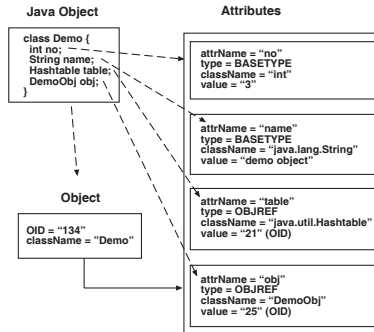 Java Object
class Demo {
int no;
String name;
Hashtable table;
DemoObj obj;
}
Object
OID = “134”
className = ”Demo”
Attributes
attrName = “no”
type = BASETYPE
className = “int”
value = “3”
attrName = “name”
type = BASETYPE
className = “java.lang.String”
value = “demo object”
attrName = “table”
type = OBJREF
className = “java.util.Hashtable”
value = “21” (OID)
attrName = “obj”
type = OBJREF
className = “DemoObj”
value = “25” (OID)